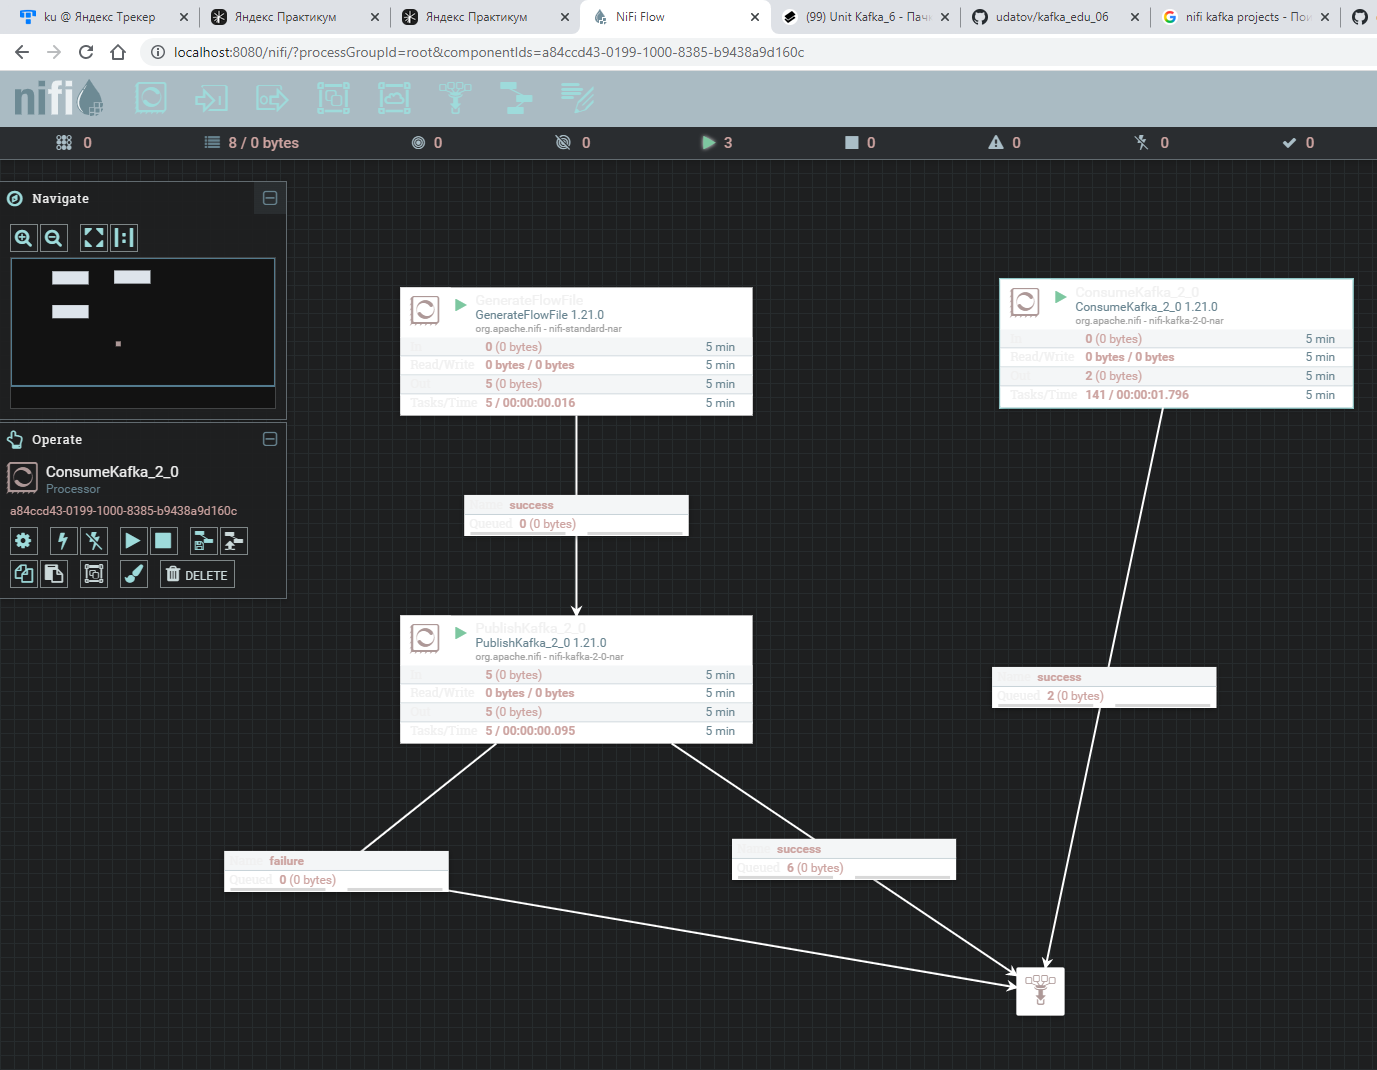 ku @ Яндекс Трекер
Яндекс Практикум
Яндекс Практикум
NiFi Flow
(99) Unit Kafka_6 - Пачк
udatov/kafka_edu_06
nifi kafka projects - Пои
localhost:8080/nifi/?processGroupId=root&componentIds=a84ccd43-0199-1000-8385-b9438a9d160c
nifi
0
8 / 0 bytes
0
0
3
0
0
0
0
Navigate
Operate
ConsumeKafka_2_0
Processor
a84ccd43-0199-1000-8385-b9438a9d160c
DELETE
GenerateFlowFile
GenerateFlowFile 1.21.0
org.apache.nifi - nifi-standard-nar
In 0 (0 bytes) 5 min
Read/Write 0 bytes / 0 bytes 5 min
Out 5 (0 bytes) 5 min
Tasks/Time 5 / 00:00:00.016 5 min
Name success
Queued 0 (0 bytes)
PublishKafka_2_0
PublishKafka_2_0 1.21.0
org.apache.nifi - nifi-kafka-2-0-nar
In 5 (0 bytes) 5 min
Read/Write 0 bytes / 0 bytes 5 min
Out 5 (0 bytes) 5 min
Tasks/Time 5 / 00:00:00.095 5 min
Name failure
Queued 0 (0 bytes)
Name success
Queued 6 (0 bytes)
ConsumeKafka_2_0
ConsumeKafka_2_0 1.21.0
org.apache.nifi - nifi-kafka-2-0-nar
In 0 (0 bytes) 5 min
Read/Write 0 bytes / 0 bytes 5 min
Out 2 (0 bytes) 5 min
Tasks/Time 141 / 00:00:01.796 5 min
Name success
Queued 2 (0 bytes)